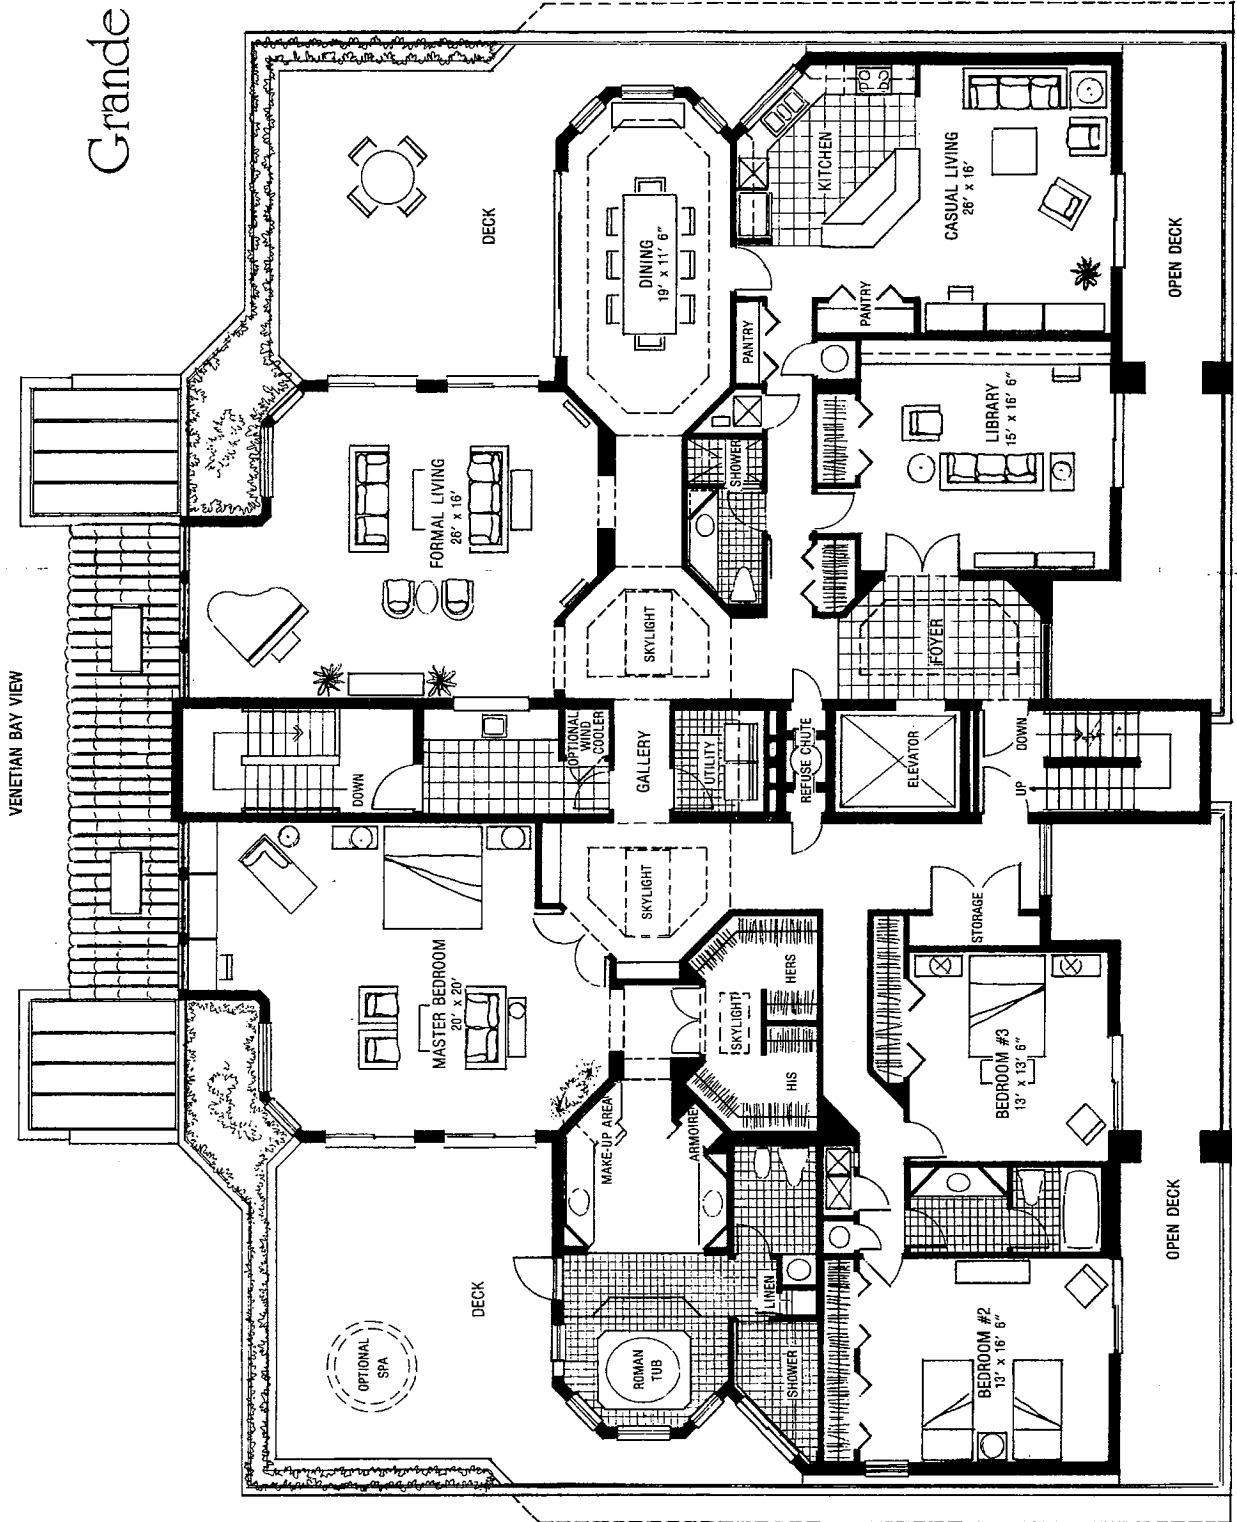 Grande
VENETIAN BAY VIEW
DECK
DINING
19' x 11' 6"
KITCHEN
CASUAL LIVING
26' x 16'
OPEN DECK
PANTRY
PANTRY
FORMAL LIVING
26' x 16'
SHOWER
LIBRARY
15' x 16' 6"
SKYLIGHT
FOYER
DOWN
OPTIONAL
WIND
COOLER
GALLERY
UTILITY
REFUSE CHUTE
ELEVATOR
DOWN
UP
SKYLIGHT
STORAGE
MASTER BEDROOM
20' x 20'
HERS
SKYLIGHT
HIS
BEDROOM #3
13' x 13' 6"
MAKE-UP AREA
ARMOIRE
DECK
OPTIONAL
SPA
ROMAN
TUB
LINEN
SHOWER
BEDROOM #2
13' x 16' 6"
OPEN DECK